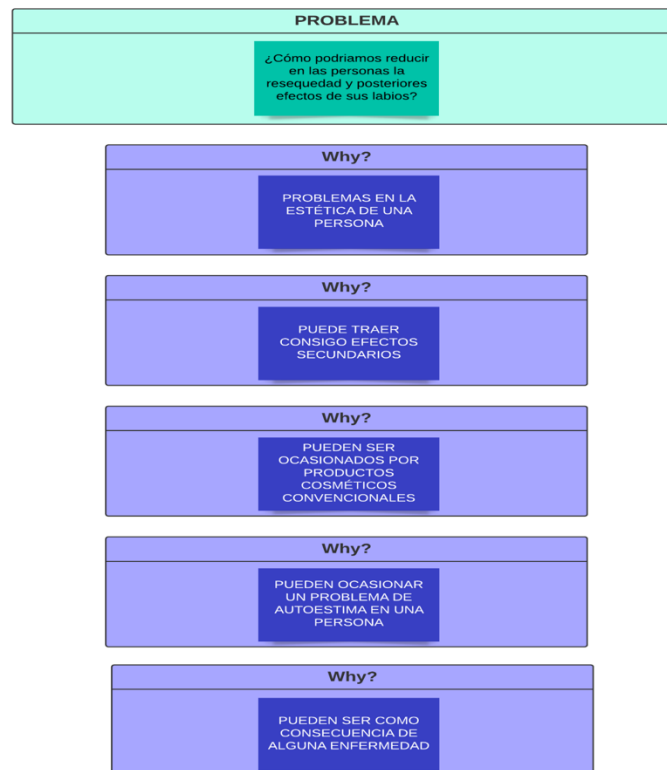 PROBLEMA
¿Cómo podriamos reducir
en las personas la
resequedad y posteriores
efectos de sus labios?
Why?
PROBLEMAS EN LA
ESTÉTICA DE UNA
PERSONA
Why?
PUEDE TRAER
CONSIGO EFECTOS
SECUNDARIOS
Why?
PUEDEN SER
OCASIONADOS POR
PRODUCTOS
COSMÉTICOS
CONVENCIONALES
Why?
PUEDEN OCASIONAR
UN PROBLEMA DE
AUTOESTIMA EN UNA
PERSONA
Why?
PUEDEN SER COMO
CONSECUENCIA DE
ALGUNA ENFERMEDAD